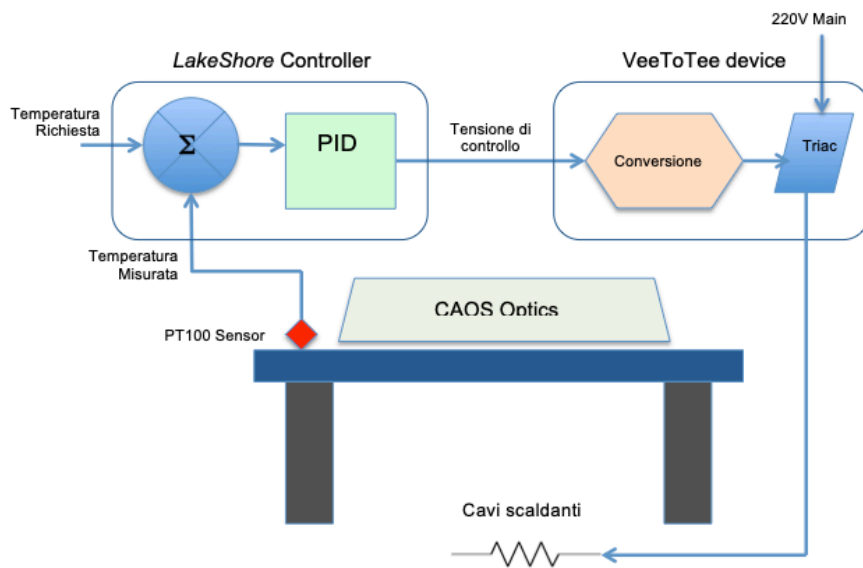 220V Main
LakeShore Controller
VeeToTee device
Temperatura
Richiesta
Σ
PID
Tensione di
controllo
Conversione
Triac
Temperatura
Misurata
PT100 Sensor
CAOS Optics
Cavi scaldanti